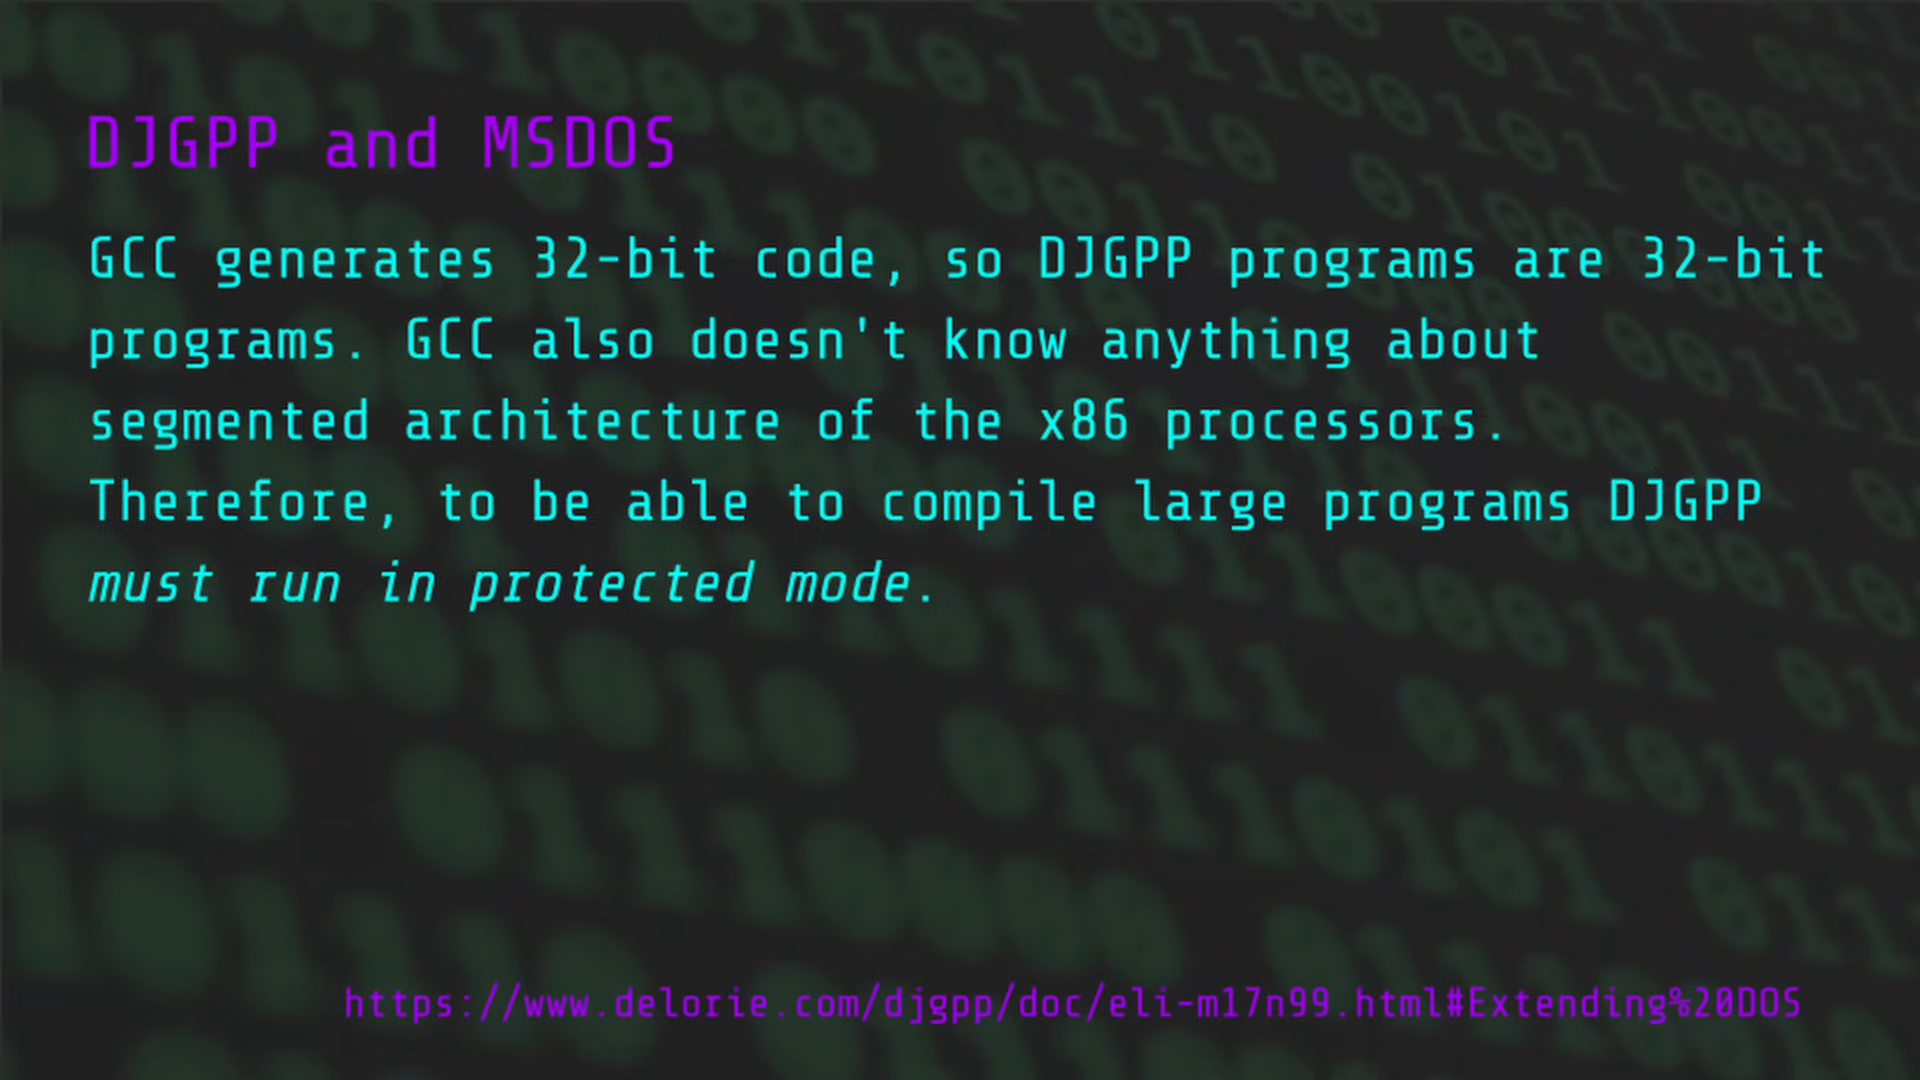 DJGPP and MSDOS
GCC generates 32-bit code, so DJGPP programs are 32-bit
programs. GCC also doesn't know anything about
segmented architecture of the x86 processors.
Therefore, to be able to compile large programs DJGPP
must run in protected mode.
https://www.delorie.com/djgpp/doc/eli-m17n99.html#Extending%20DOS